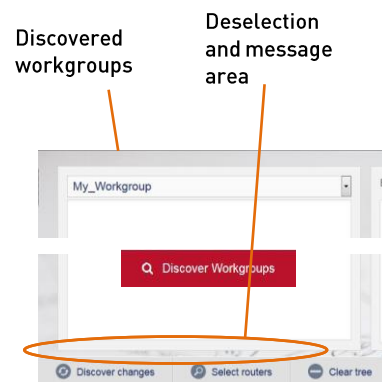 Discovered
workgroups
Deselection
and message
area
My_Workgroup
Discover Workgroups
Discover changes
Select routers
Clear tree